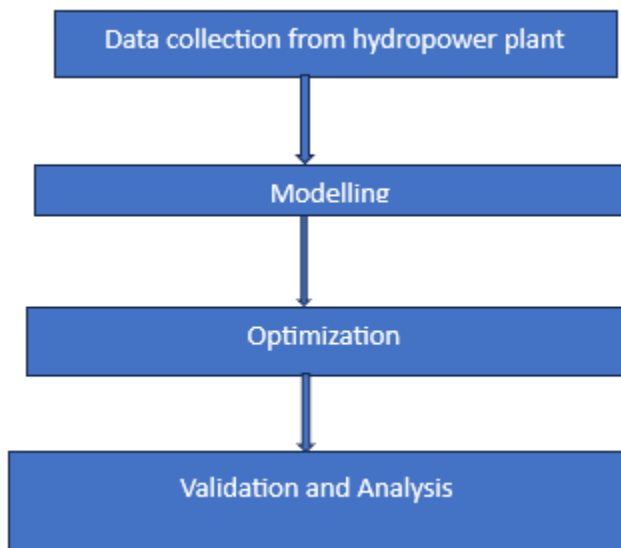 Data collection from hydropower plant
Modelling
Optimization
Validation and Analysis